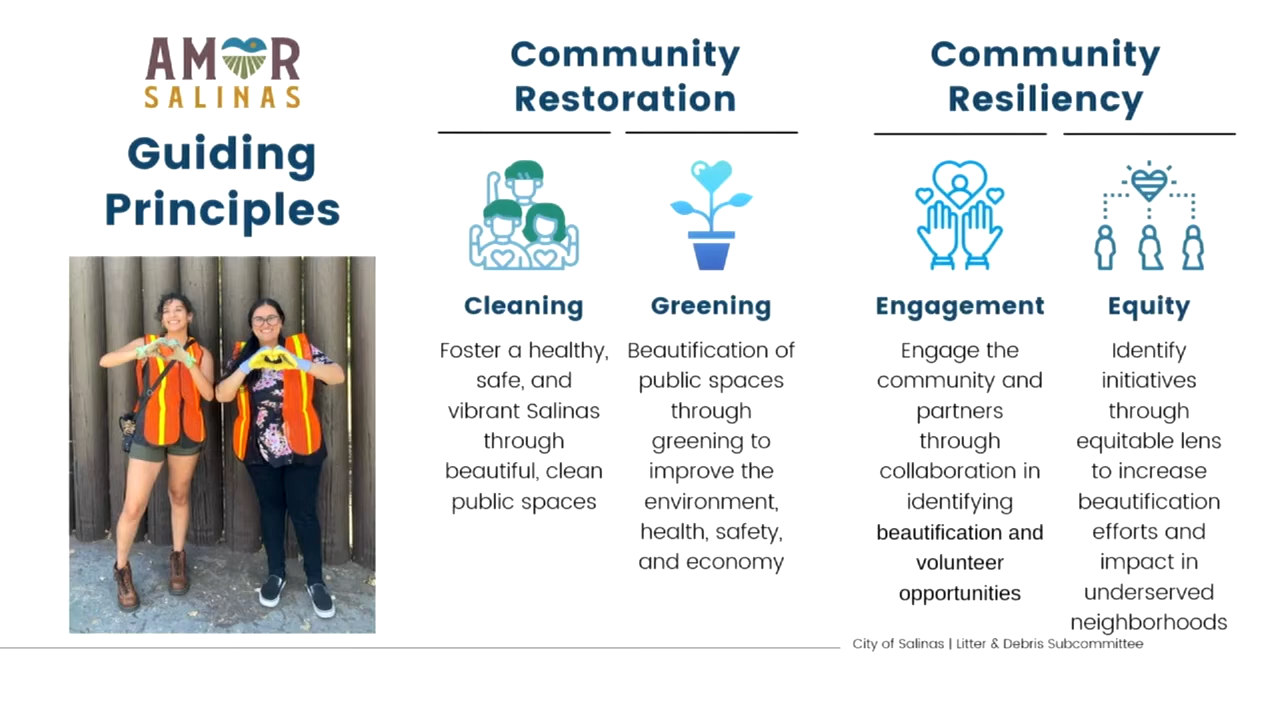 AMOR
SALINAS
Guiding
Principles
Community
Restoration
Cleaning
Foster a healthy,
safe, and
vibrant Salinas
through
beautiful, clean
public spaces
Greening
Beautification of
public spaces
through
greening to
improve the
environment,
health, safety,
and economy
Community
Resiliency
Engagement
Engage the
community and
partners
through
collaboration in
identifying
beautification and
volunteer
opportunities
Equity
Identify
initiatives
through
equitable lens
to increase
beautification
efforts and
impact in
underserved
neighborhoods
City of Salinas | Litter & Debris Subcommittee